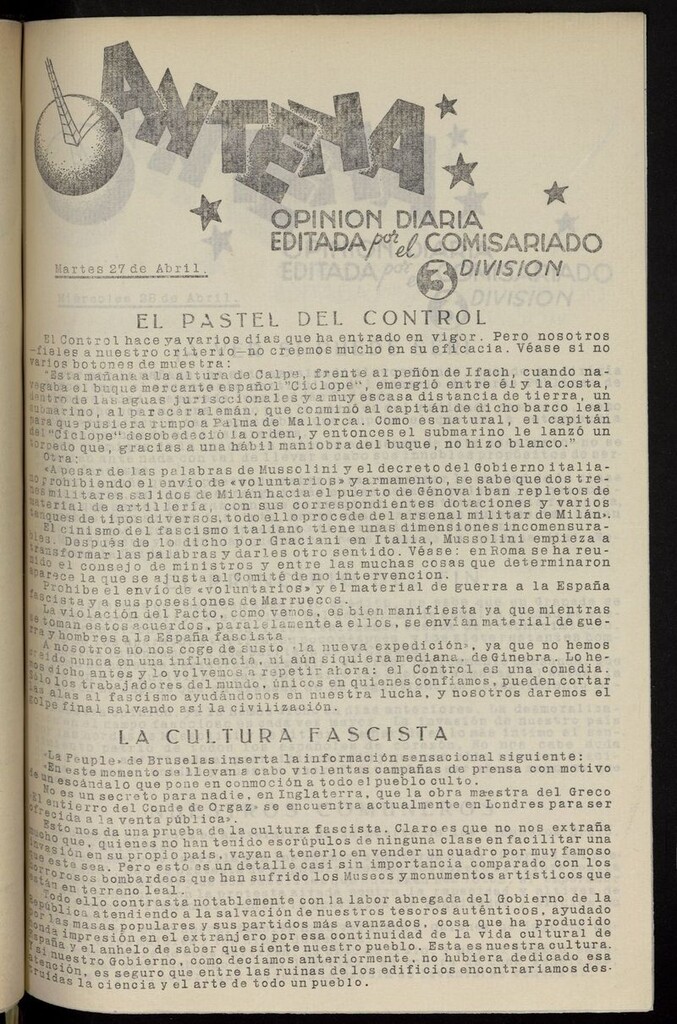 ANTENA
OPINION DIARIA
EDITADA por el COMISARIADO
3 DIVISION
Martes 27 de Abril.
EL PASTEL DEL CONTROL
El Control hace ya varios días que ha entrado en vigor. Pero nosotros
—fieles a nuestro criterio—no creemos mucho en su eficacia. Véase si no
varios botones de muestra:
"Esta mañana a la altura de Calpe, frente al peñón de Ifach, cuando na-
vegaba el buque mercante español "Cíclope", emergió entre él y la costa,
dentro de las aguas jurisccionales y a muy escasa distancia de tierra, un
submarino, al parecer alemán, que conminó al capitán de dicho barco leal
para que pusiera rumpo a Palma de Mallorca. Como es natural, el capitán
del "Cíclope" desobedeció la orden, y entonces el submarino le lanzó un
torpedo que, gracias a una hábil maniobra del buque, no hizo blanco."
Otra:
«A pesar de las palabras de Mussolini y el decreto del Gobierno italia-
no prohibiendo el envío de «voluntarios» y armamento, se sabe que dos tre-
nes militares salidos de Milán hacia el puerto de Génova iban repletos de
material de artillería, con sus correspondientes dotaciones y varios
tanques de tipos diversos, todo ello procede del arsenal militar de Milán».
El cinismo del fascismo italiano tiene unas dimensiones incomensura-
bles. Después de lo dicho por Graciani en Italia, Mussolini empieza a
transformar las palabras y darles otro sentido. Véase: en Roma se ha reu-
nido el consejo de ministros y entre las muchas cosas que determinaron
aparece la que se ajusta al Comité de no intervencion.
Prohibe el envío de «voluntarios» y el material de guerra a la España
fascista y a sus posesiones de Marruecos.
La violación del Pacto, como vemos, es bien manifiesta ya que mientras
se toman estos acuerdos, paralelamente a ellos, se envían material de gue-
rra y hombres a la España fascista.
A nosotros no nos coge de susto «la nueva expedición», ya que no hemos
creído nunca en una influencia, ni aún siquiera mediana, de Ginebra. Lo he-
mos dicho antes y lo volvemos a repetir ahora: el Control es una comedia.
Sólo los trabajadores del mundo, únicos en quienes confiamos, pueden cortar
las alas al fascismo ayudándonos en nuestra lucha, y nosotros daremos el
golpe final salvando así la civilización.
LA CULTURA FASCISTA
«La Peuple» de Bruselas inserta la información sensacional siguiente:
«En este momento se llevan a cabo violentas campañas de prensa con motivo
de un escándalo que pone en conmoción a todo el pueblo culto.
No es un secreto para nadie, en Inglaterra, que la obra maestra del Greco
«El entierro del Conde de Orgaz» se encuentra actualmente en Londres para ser
ofrecida a la venta pública».
Esto nos da una prueba de la cultura fascista. Claro es que no nos extraña
mucho que, quienes no han tenido escrúpulos de ninguna clase en facilitar una
invasión en su propio pais, vayan a tenerlo en vender un cuadro por muy famoso
que este sea. Pero esto es un detalle casi sin importancia comparado con los
horrorosos bombardeos que han sufrido los Museos y monumentos artísticos que
están en terreno leal.
Todo ello contrasta notablemente con la labor abnegada del Gobierno de la
República, atendiendo a la salvación de nuestros tesoros auténticos, ayudado
por las masas populares y sus partidos más avanzados, cosa que ha producido
honda impresión en el extranjero por esa continuidad de la vida cultural de
España y el anhelo de saber que siente nuestro pueblo. Esta es nuestra cultura.
Si nuestro Gobierno, como decíamos anteriormente, no hubiera dedicado esa
atención, es seguro que entre las ruinas de los edificios encontraríamos des-
truidas la ciencia y el arte de todo un pueblo.